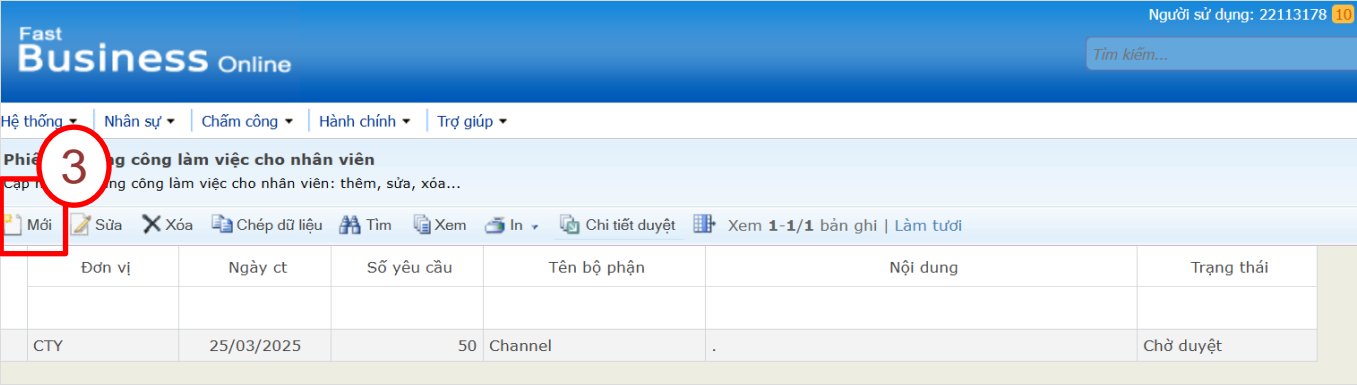 Người sử dụng: 22113178 10
Fast
Business Online
Tìm kiếm...
Hệ thống Nhân sự Chấm công Hành chính Trợ giúp
công làm việc cho nhân viên
3
công làm việc cho nhân viên: thêm, sửa, xóa...
Mới Sửa Xóa Chép dữ liệu Tìm Xem In Chi tiết duyệt Xem 1-1/1 bản ghi | Làm tươi
Đơn vị Ngày ct Số yêu cầu Tên bộ phận Nội dung Trạng thái
CTY 25/03/2025 50 Channel . Chờ duyệt